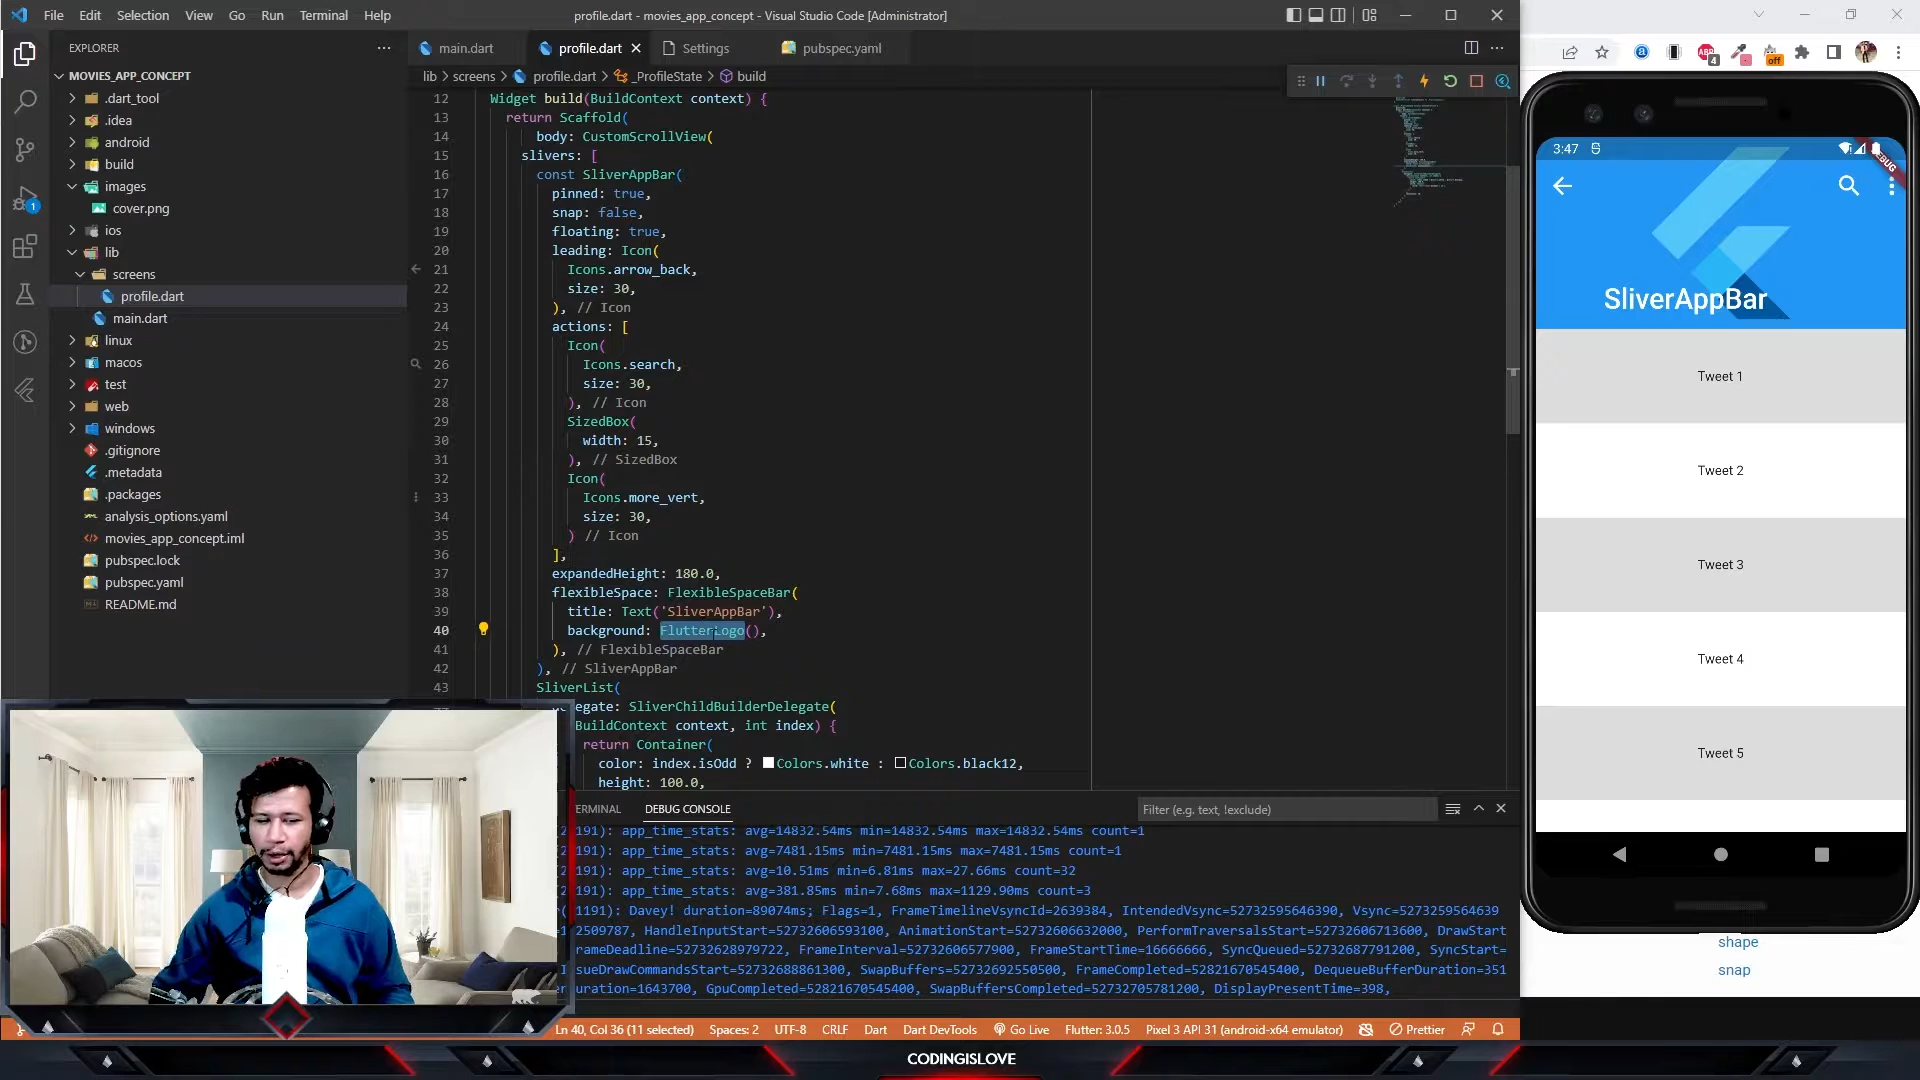 File Edit Selection View Go Run Terminal Help
profile.dart - movies_app_concept - Visual Studio Code [Administrator]
EXPLORER
MOVIES_APP_CONCEPT
.dart_tool
.idea
android
build
images
cover.png
ios
lib
screens
profile.dart
main.dart
linux
macos
test
web
windows
.gitignore
.metadata
.packages
analysis_options.yaml
movies_app_concept.iml
pubspec.lock
pubspec.yaml
README.md
main.dart profile.dart Settings pubspec.yaml
lib > screens > profile.dart > _ProfileState > build
12 Widget build(BuildContext context) {
13 return Scaffold(
14 body: CustomScrollView(
15 slivers: [
16 const SliverAppBar(
17 pinned: true,
18 snap: false,
19 floating: true,
20 leading: Icon(
21 Icons.arrow_back,
22 size: 30,
23 ), // Icon
24 actions: [
25 Icon(
26 Icons.search,
27 size: 30,
28 ), // Icon
29 SizedBox(
30 width: 15,
31 ), // SizedBox
32 Icon(
33 Icons.more_vert,
34 size: 30,
35 ) // Icon
36 ],
37 expandedHeight: 180.0,
38 flexibleSpace: FlexibleSpaceBar(
39 title: Text('SliverAppBar'),
40 background: FlutterLogo(),
41 ), // FlexibleSpaceBar
42 ), // SliverAppBar
43 SliverList(
egate: SliverChildBuilderDelegate(
BuildContext context, int index) {
return Container(
color: index.isOdd ? Colors.white : Colors.black12,
height: 100.0,
ERMINAL DEBUG CONSOLE Filter (e.g. text, !exclude)
191): app_time_stats: avg=14832.54ms min=14832.54ms max=14832.54ms count=1
191): app_time_stats: avg=7481.15ms min=7481.15ms max=7481.15ms count=1
191): app_time_stats: avg=10.51ms min=6.81ms max=27.66ms count=32
191): app_time_stats: avg=381.85ms min=7.68ms max=1129.90ms count=3
1191): Davey! duration=89074ms; Flags=1, FrameTimelineVsyncId=2639384, IntendedVsync=52732595646390, Vsync=5273259564639
2509787, HandleInputStart=52732606593100, AnimationStart=52732606632000, PerformTraversalsStart=52732606713600, DrawStart
rameDeadline=52732628979722, FrameInterval=52732606577900, FrameStartTime=16666666, SyncQueued=52732687791200, SyncStart=
sueDrawCommandsStart=52732688861300, SwapBuffers=52732692550500, FrameCompleted=52821670545400, DequeueBufferDuration=351
uration=1643700, GpuCompleted=52821670545400, SwapBuffersCompleted=52732705781200, DisplayPresentTime=398,
Ln 40, Col 36 (11 selected) Spaces: 2 UTF-8 CRLF Dart Dart DevTools Go Live Flutter: 3.0.5 Pixel 3 API 31 (android-x64 emulator) Prettier
CODINGISLOVE
1
4
off
3:47
DEBUG
SliverAppBar
Tweet 1
Tweet 2
Tweet 3
Tweet 4
Tweet 5
shape
snap